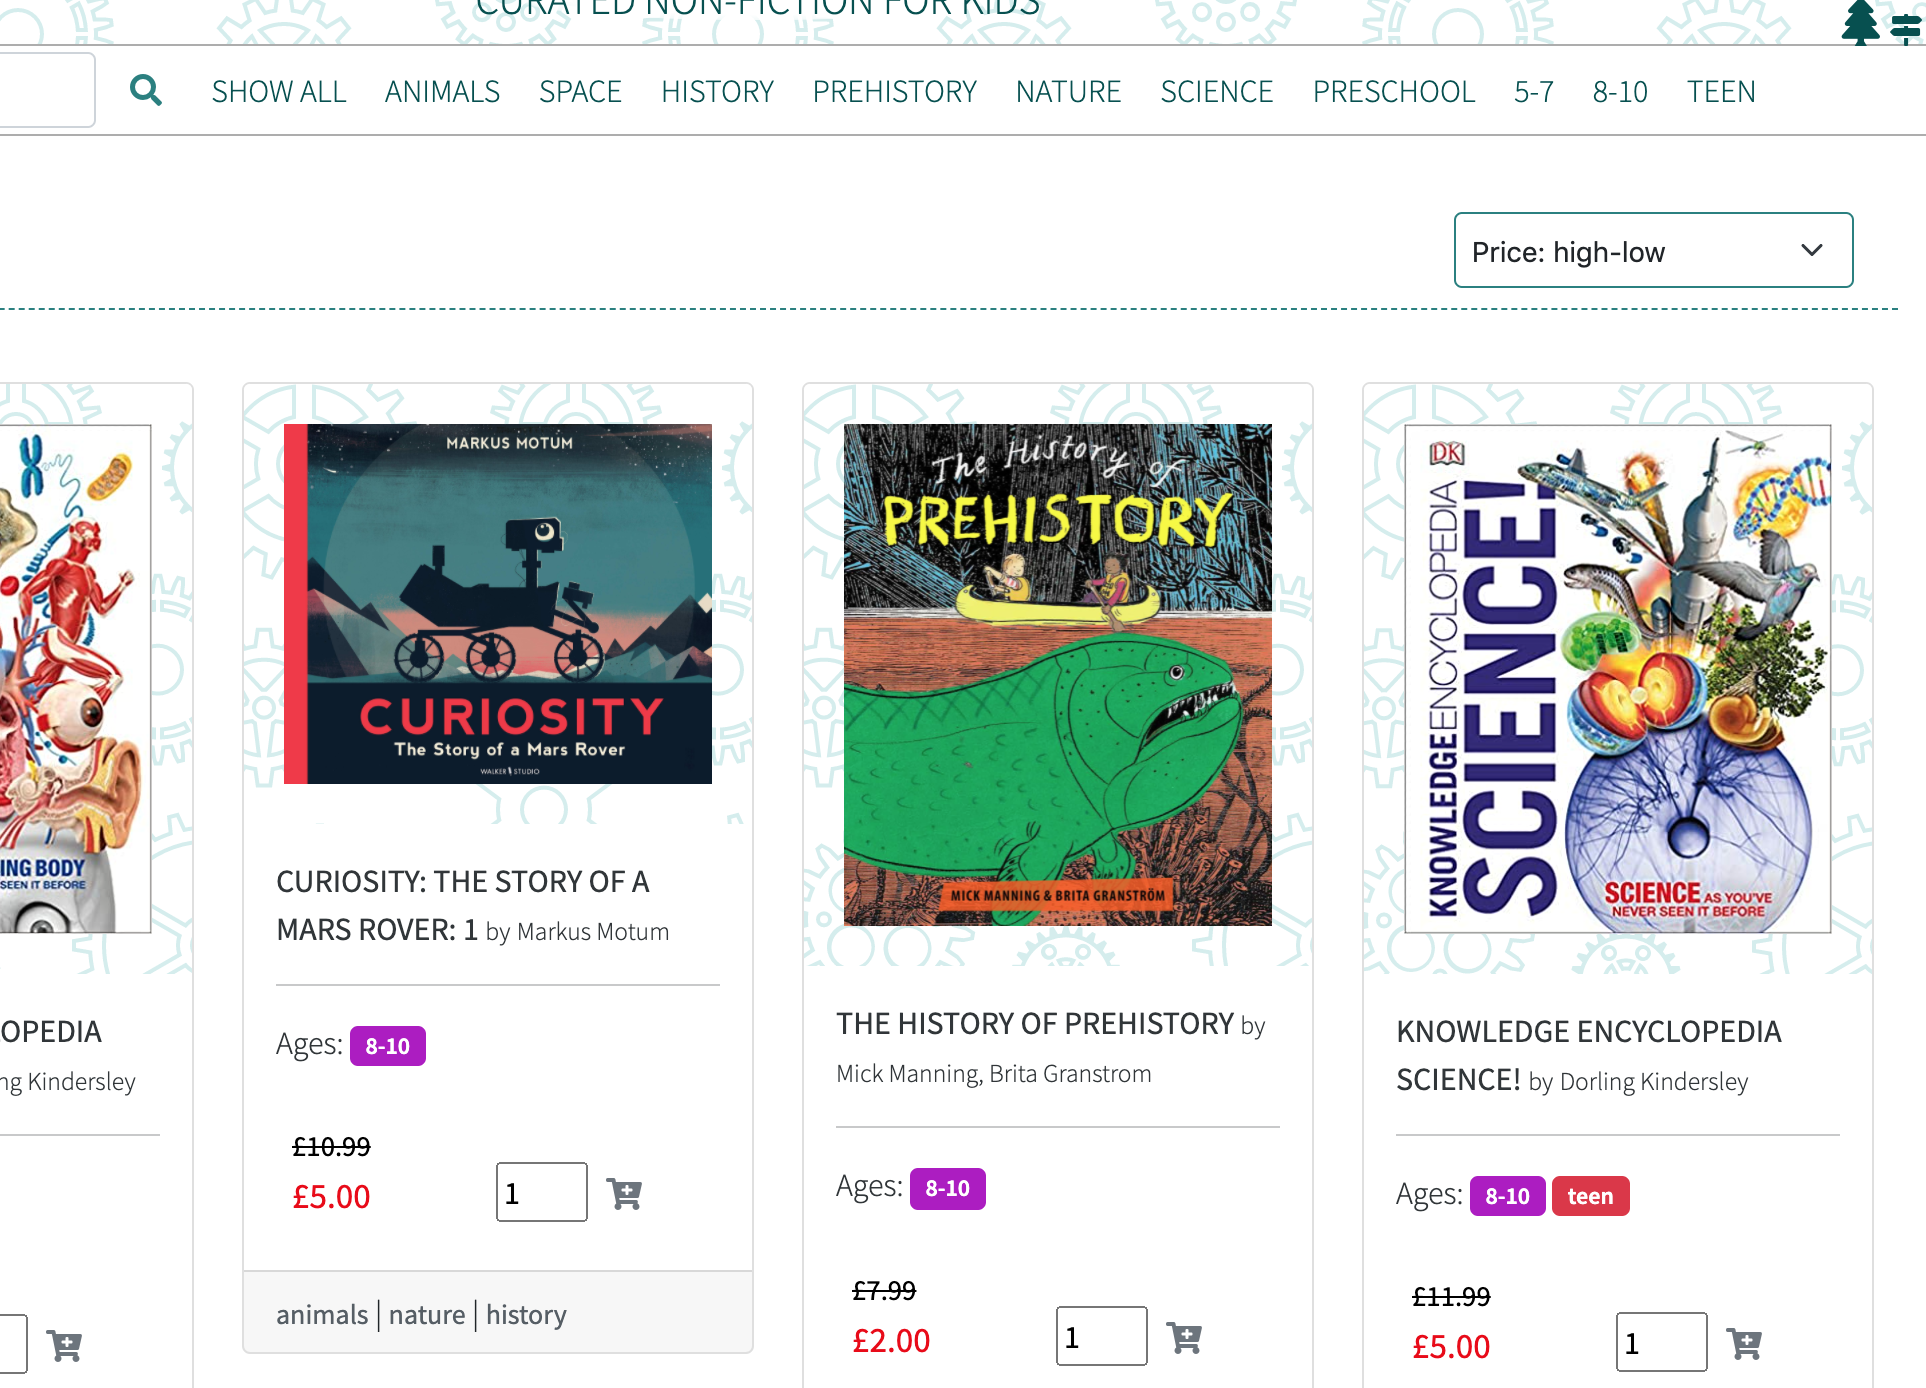 CURATED NON-FICTION FOR KIDS
SHOW ALL ANIMALS SPACE HISTORY PREHISTORY NATURE SCIENCE PRESCHOOL 5-7 8-10 TEEN
Price: high-low
ING BODY
SEEN IT BEFORE
OPEDIA
ng Kindersley
MARKUS MOTUM
CURIOSITY
The Story of a Mars Rover
WALKER STUDIO
CURIOSITY: THE STORY OF A
MARS ROVER: 1 by Markus Motum
Ages: 8-10
£10.99
£5.00
1
animals | nature | history
The History of
PREHISTORY
MICK MANNING & BRITA GRANSTRÖM
THE HISTORY OF PREHISTORY by
Mick Manning, Brita Granstrom
Ages: 8-10
£7.99
£2.00
1
DK
KNOWLEDGE ENCYCLOPEDIA
SCIENCE!
SCIENCE AS YOU'VE
NEVER SEEN IT BEFORE
KNOWLEDGE ENCYCLOPEDIA
SCIENCE! by Dorling Kindersley
Ages: 8-10 teen
£11.99
£5.00
1